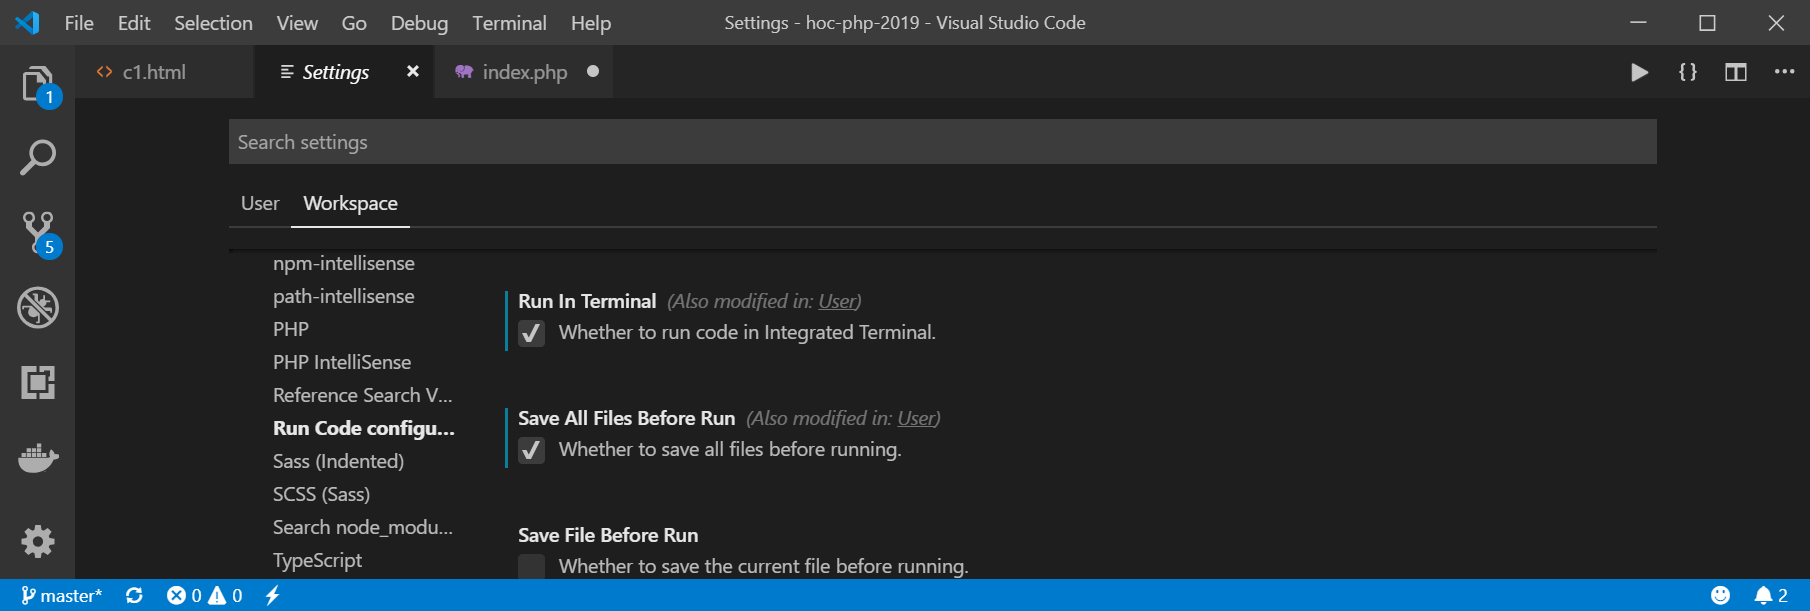 File Edit Selection View Go Debug Terminal Help Settings - hoc-php-2019 - Visual Studio Code
c1.html Settings index.php
1
Search settings
User Workspace
5
npm-intellisense
path-intellisense
PHP
PHP IntelliSense
Reference Search V...
Run Code configu...
Sass (Indented)
SCSS (Sass)
Search node_modu...
TypeScript
Run In Terminal (Also modified in: User)
Whether to run code in Integrated Terminal.
Save All Files Before Run (Also modified in: User)
Whether to save all files before running.
Save File Before Run
Whether to save the current file before running.
master* 0 0 2